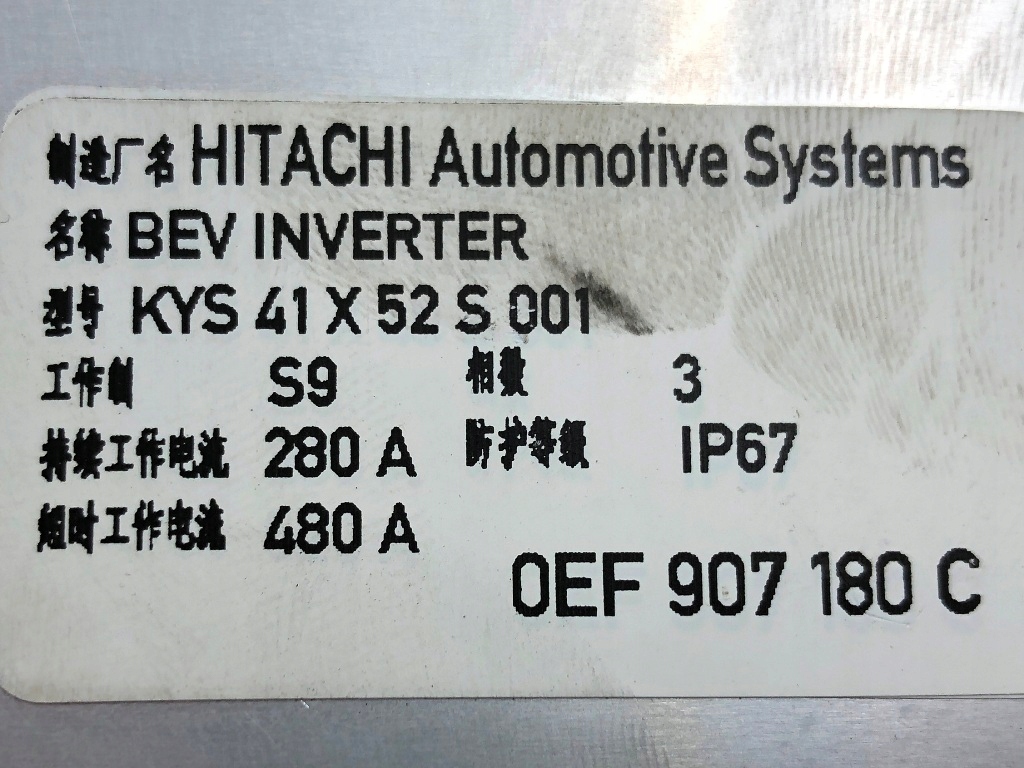 制造厂名 HITACHI Automotive Systems
名称 BEV INVERTER
型号 KYS 41 X 52 S 001
工作制 S9 相数 3
持续工作电流 280 A 防护等级 IP67
短时工作电流 480 A
0EF 907 180 C